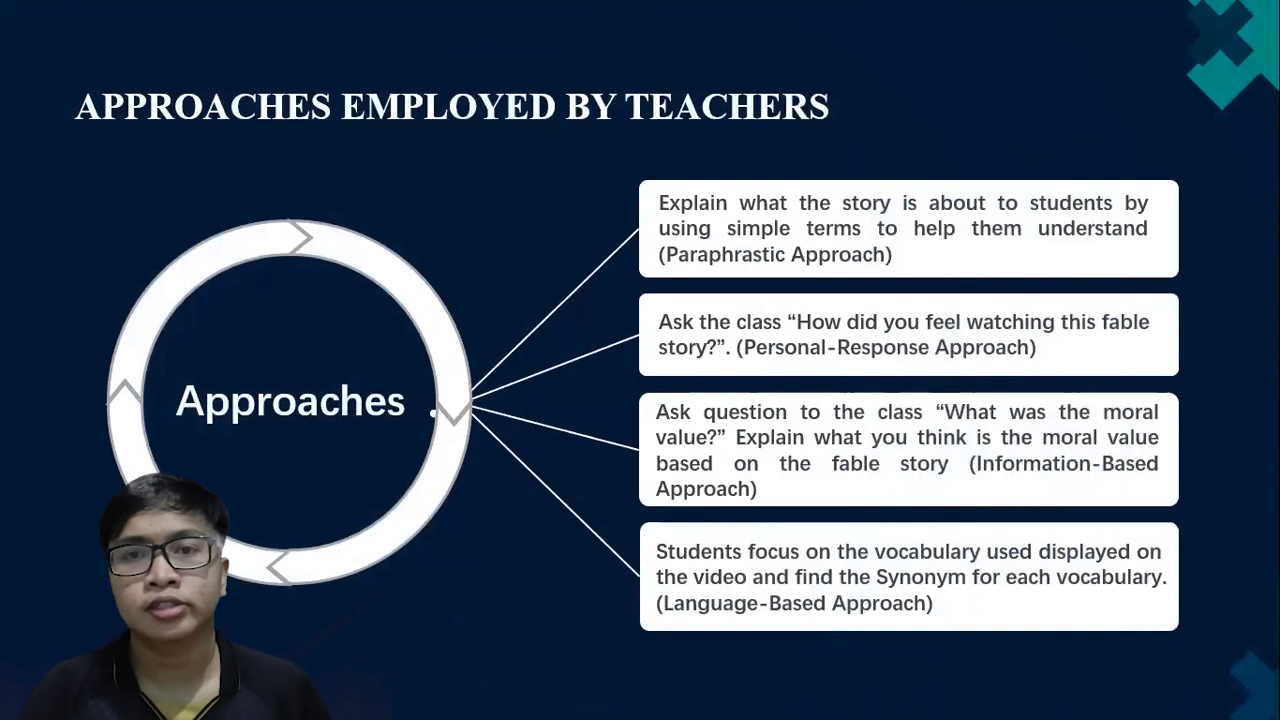 APPROACHES EMPLOYED BY TEACHERS
Approaches .
Explain what the story is about to students by
using simple terms to help them understand
(Paraphrastic Approach)
Ask the class “How did you feel watching this fable
story?”. (Personal-Response Approach)
Ask question to the class “What was the moral
value?” Explain what you think is the moral value
based on the fable story (Information-Based
Approach)
Students focus on the vocabulary used displayed on
the video and find the Synonym for each vocabulary.
(Language-Based Approach)